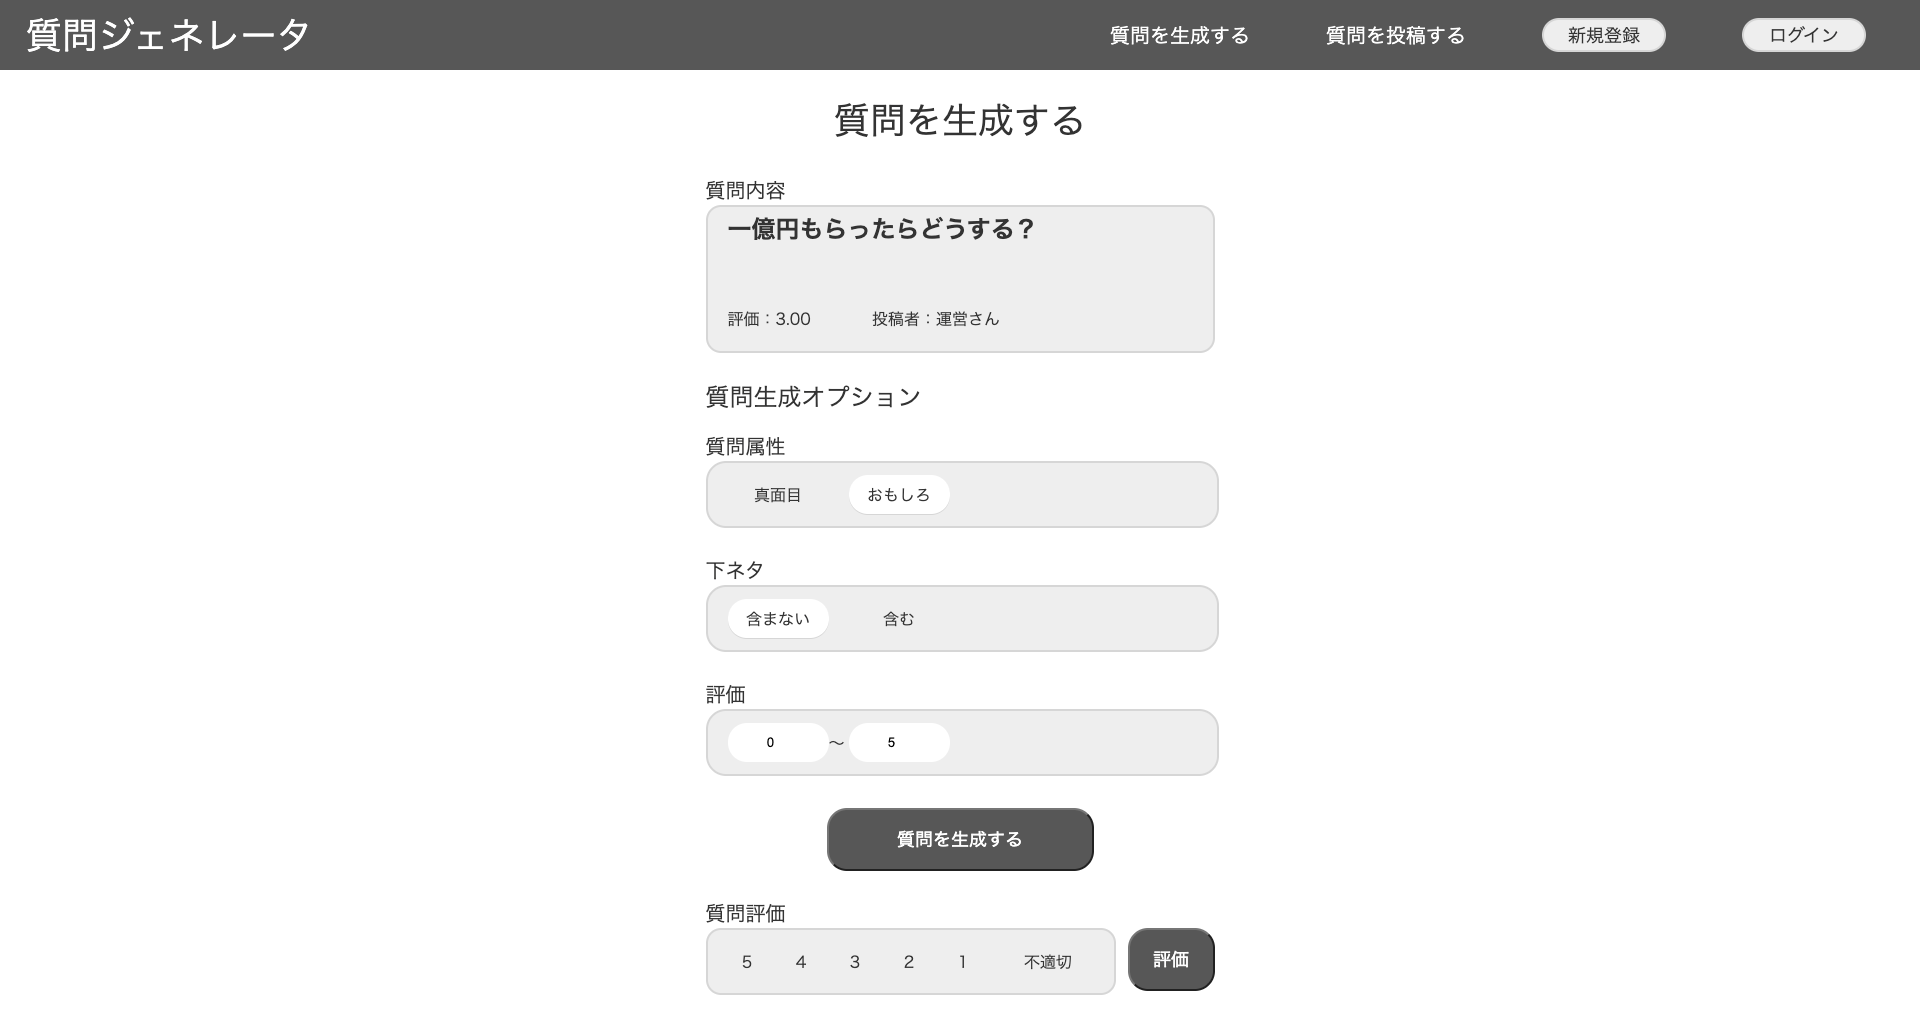 質問ジェネレータ
質問を生成する 質問を投稿する 新規登録 ログイン
質問を生成する
質問内容
一億円もらったらどうする？
評価：3.00 投稿者：運営さん
質問生成オプション
質問属性
真面目 おもしろ
下ネタ
含まない 含む
評価
0 〜 5
質問を生成する
質問評価
5 4 3 2 1 不適切 評価